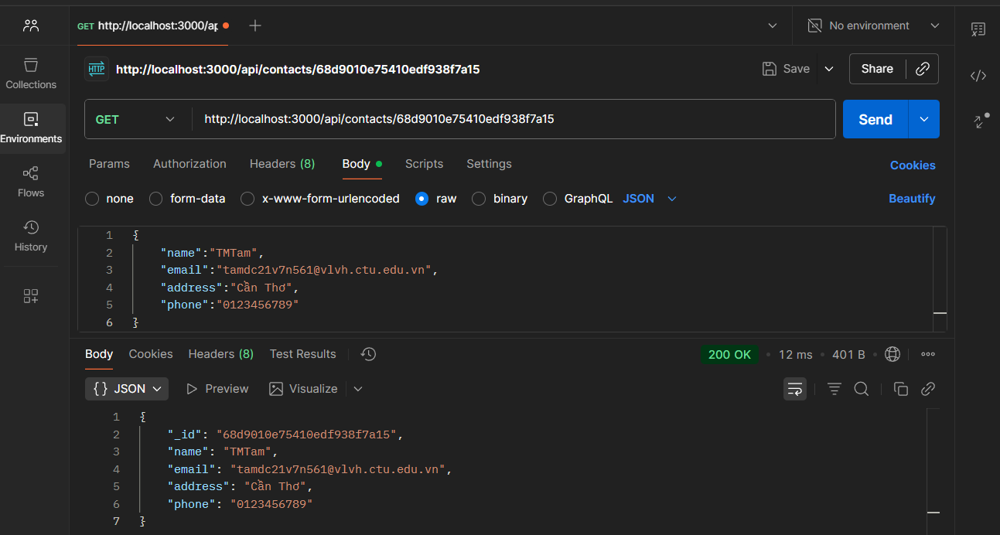 GET http://localhost:3000/ap
No environment
Collections
Environments
Flows
History
HTTP http://localhost:3000/api/contacts/68d9010e75410edf938f7a15
Save
Share
GET http://localhost:3000/api/contacts/68d9010e75410edf938f7a15
Send
Params Authorization Headers (8) Body Scripts Settings Cookies
none form-data x-www-form-urlencoded raw binary GraphQL JSON Beautify
1 {
2 "name":"TMTam",
3 "email":"tamdc21v7n561@vlvh.ctu.edu.vn",
4 "address":"Cần Thơ",
5 "phone":"0123456789"
6 }
Body Cookies Headers (8) Test Results 200 OK • 12 ms • 401 B •
{} JSON Preview Visualize
1 {
2 "_id": "68d9010e75410edf938f7a15",
3 "name": "TMTam",
4 "email": "tamdc21v7n561@vlvh.ctu.edu.vn",
5 "address": "Cần Thơ",
6 "phone": "0123456789"
7 }